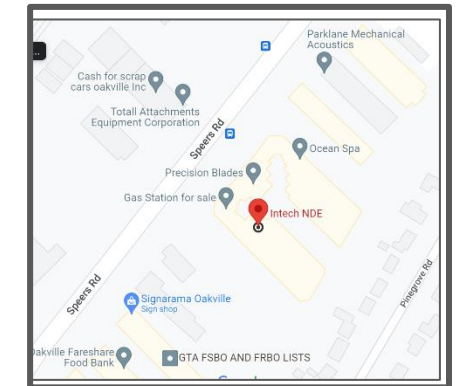 Parklane Mechanical
Acoustics
Cash for scrap
cars oakville Inc
Totall Attachments
Equipment Corporation
Speers Rd
Ocean Spa
Precision Blades
Gas Station for sale
Intech NDE
Pinegrove Rd
Speers Rd
Signarama Oakville
Sign shop
Oakville Fareshare
Food Bank
GTA FSBO AND FRBO LISTS